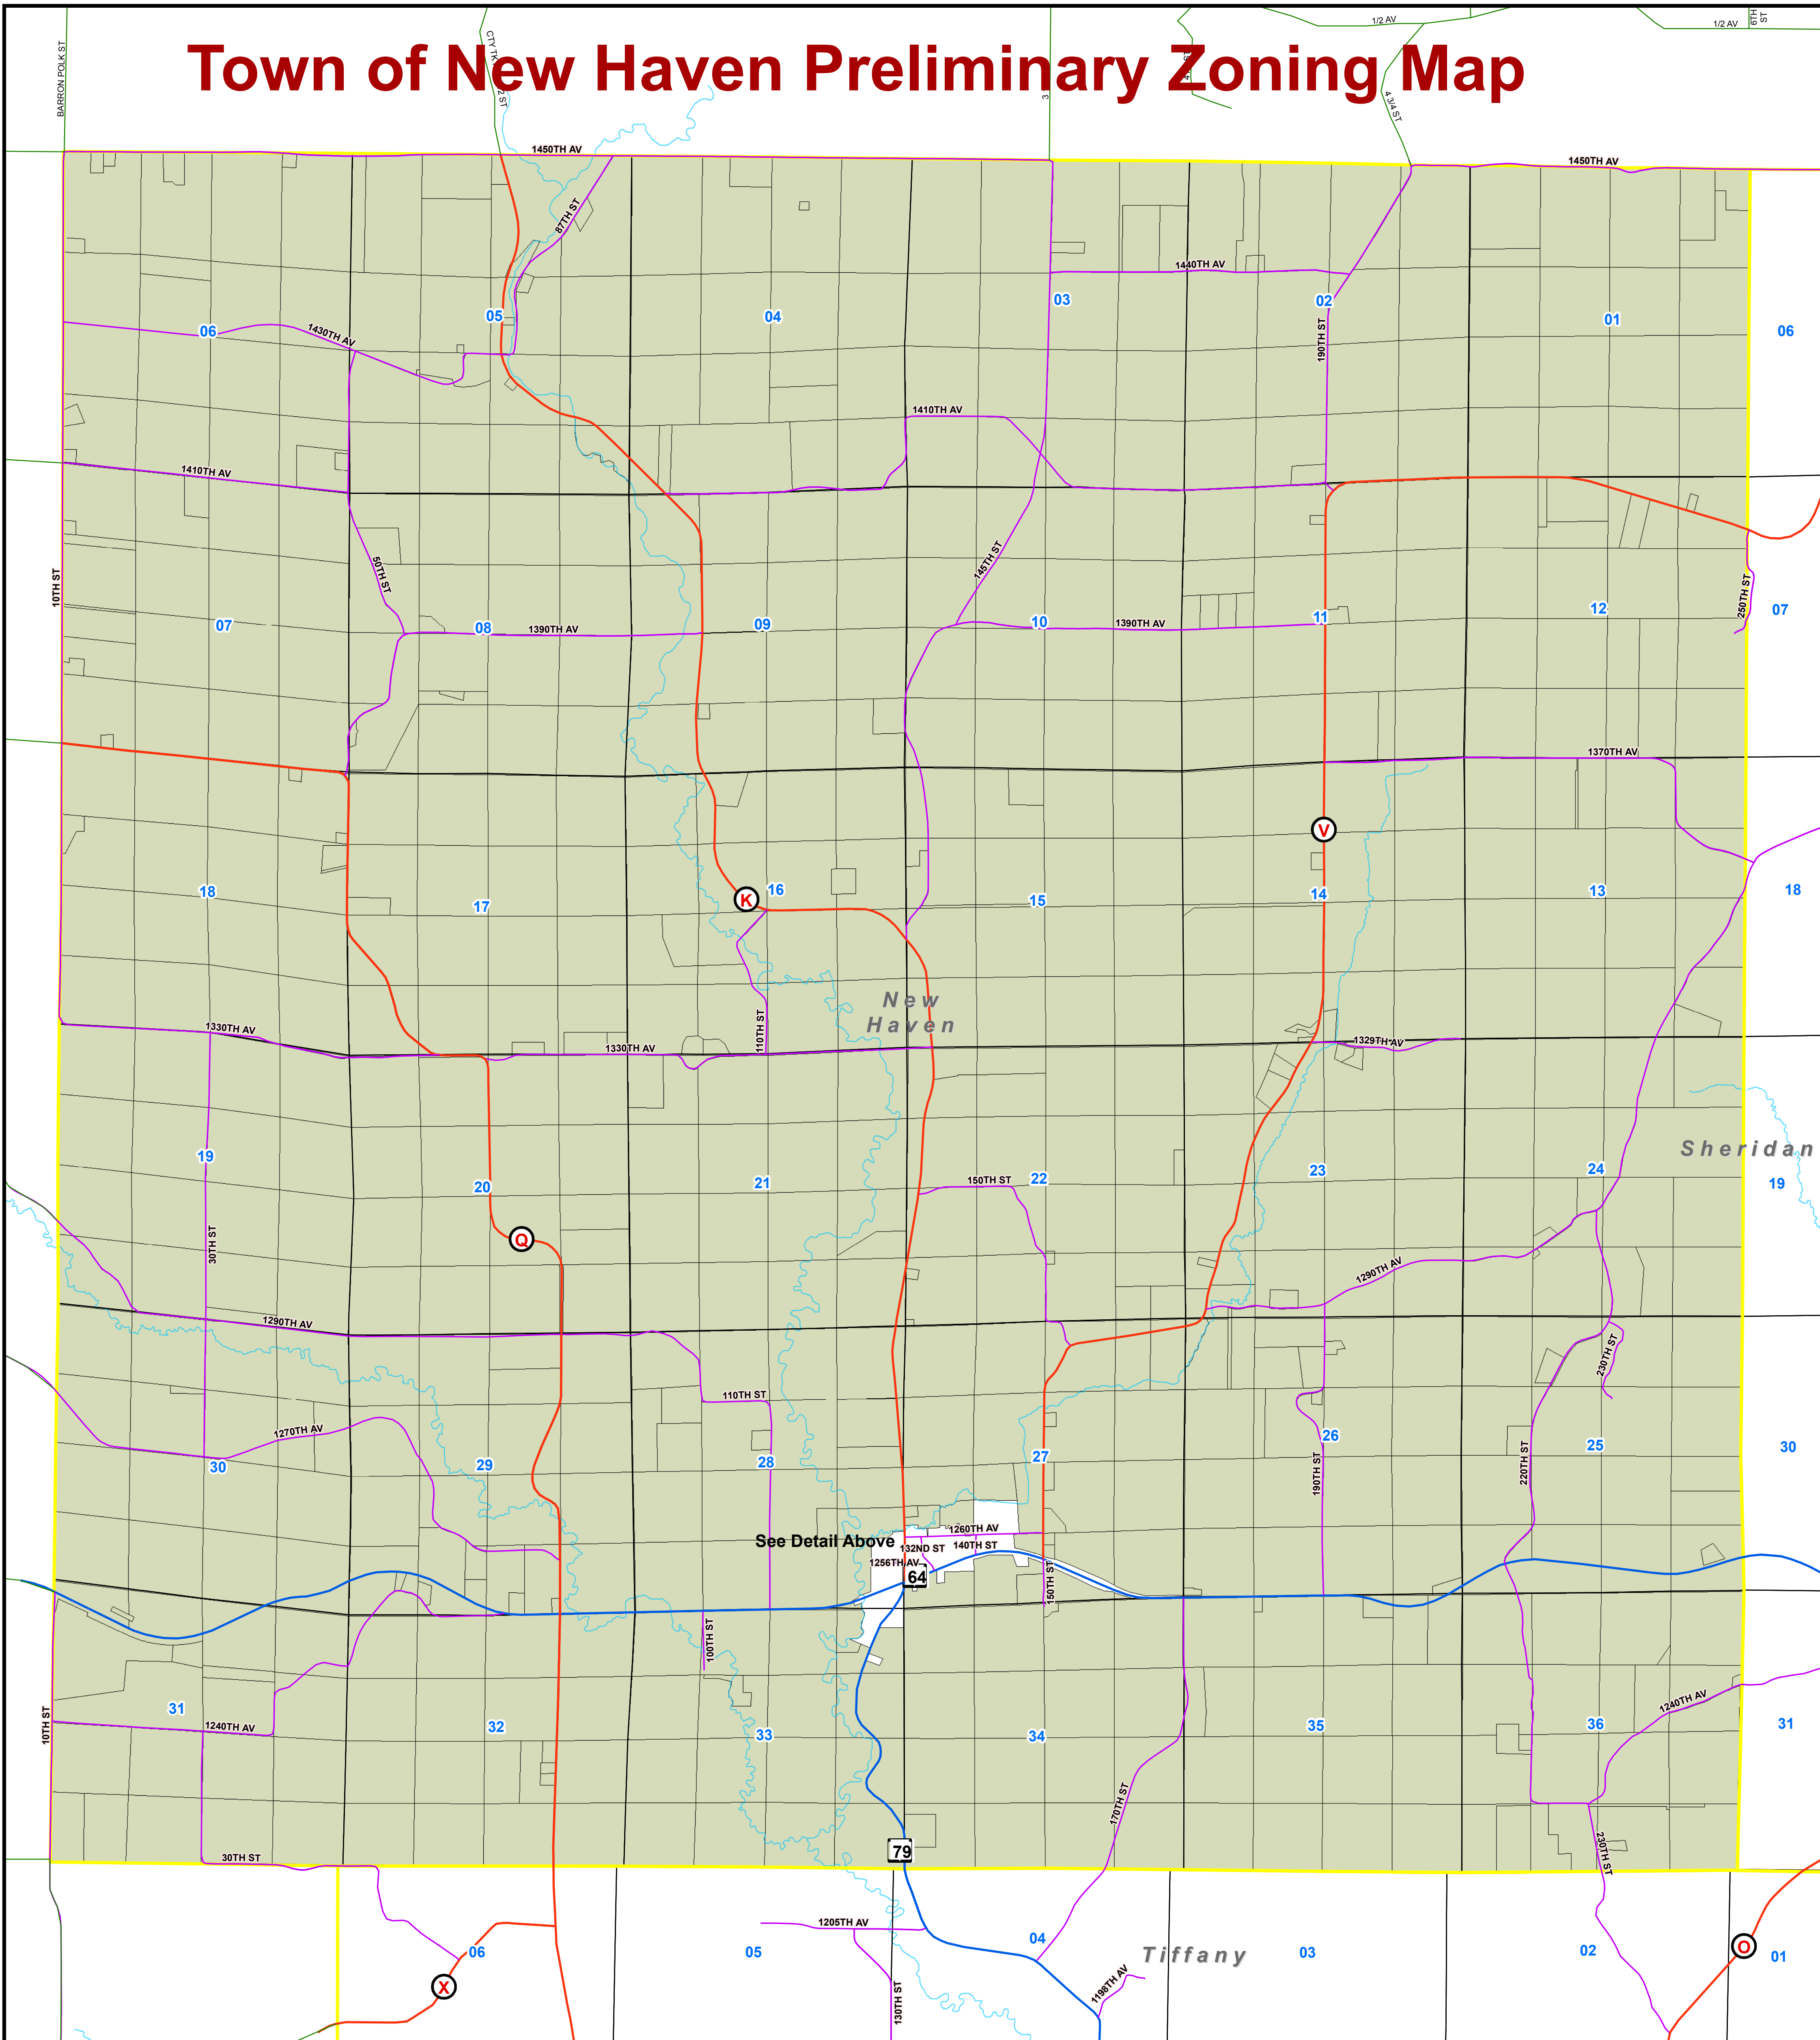 1/2 AV
1/2 AV
6TH ST
BARRON POLK ST
Town of New Haven Preliminary Zoning Map
4 3/4 ST
1450TH AV
1450TH AV
87TH ST
1440TH AV
03
02
05
04
01
06
06
1430TH AV
190TH ST
1410TH AV
1410TH AV
50TH ST
145TH ST
10TH ST
250TH ST
07
08
1390TH AV
09
10
1390TH AV
11
12
07
1370TH AV
V
18
17
K
16
15
14
13
18
New
Haven
1330TH AV
110TH ST
1330TH AV
1329TH AV
Sheridan
19
20
21
150TH ST
22
23
24
19
30TH ST
Q
1290TH AV
1290TH AV
230TH ST
110TH ST
1270TH AV
30
29
28
27
26
25
30
190TH ST
220TH ST
See Detail Above
1260TH AV
132ND ST
140TH ST
1256TH AV
64
150TH ST
100TH ST
10TH ST
31
1240TH AV
32
33
34
35
36
1240TH AV
31
170TH ST
79
230TH ST
30TH ST
1205TH AV
06
05
04
Tiffany
03
02
O
01
X
130TH ST
1198TH AV